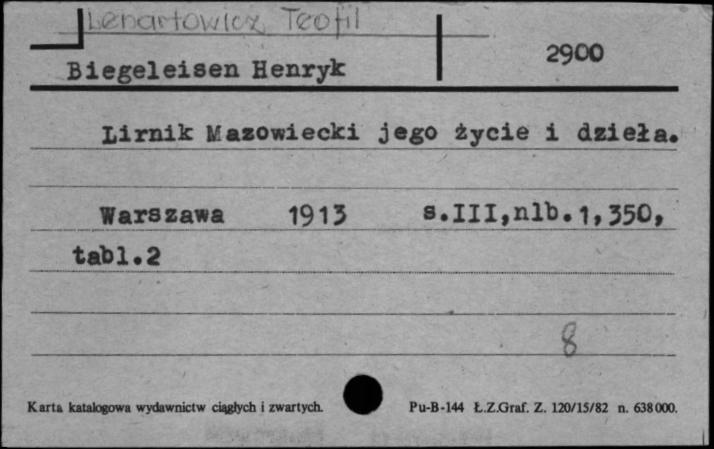 Lenartowicz Teofil
2900
Biegeleisen Henryk
Lirnik Mazowiecki jego życie i dzieła.
Warszawa 1913 s.III,nlb.1,350,
tabl.2
8
Karta katalogowa wydawnictw ciągłych i zwartych. Pu-B-144 Ł.Z.Graf. Z. 120/15/82 n. 638000.